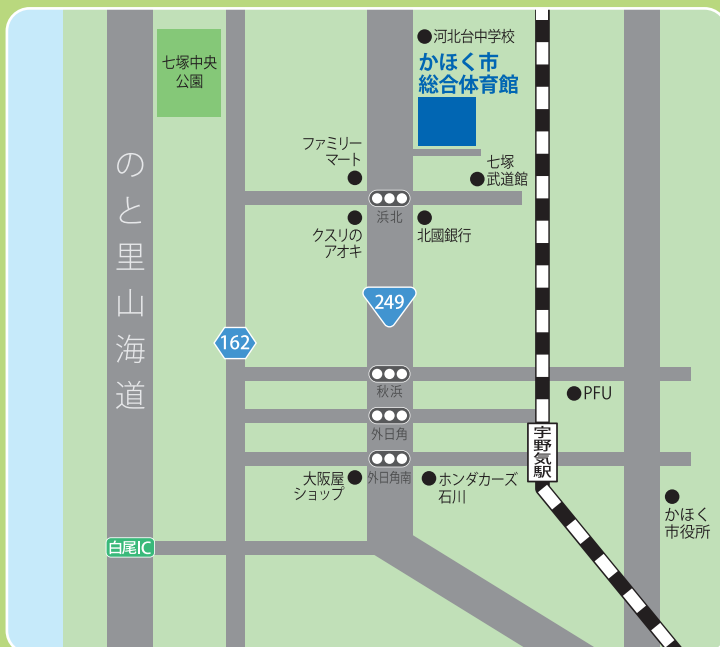 河北台中学校
かほく市
総合体育館
七塚中央
公園
ファミリー
マート
七塚
武道館
のと里山海道
浜北
クスリの
アオキ
北國銀行
249
162
秋浜
PFU
外日角
宇野気駅
大阪屋
ショップ
外日角南
ホンダカーズ
石川
かほく
市役所
白尾IC